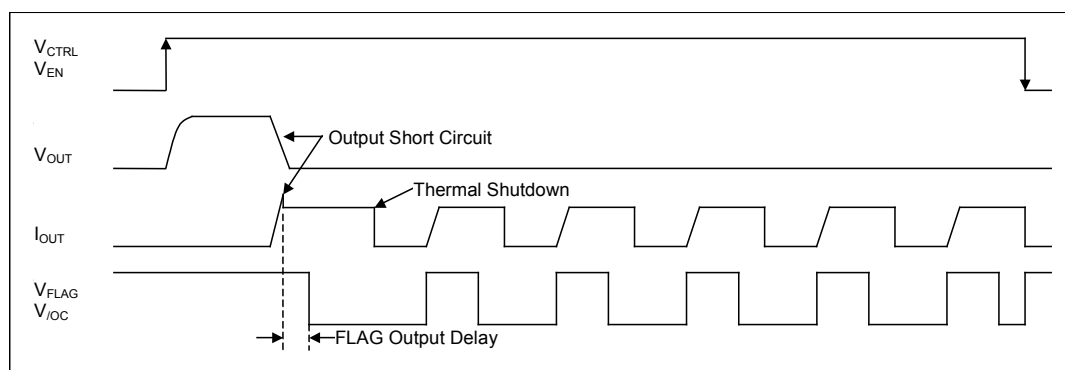 VCTRL
VEN
VOUT
Output Short Circuit
Thermal Shutdown
IOUT
VFLAG
V/OC
FLAG Output Delay